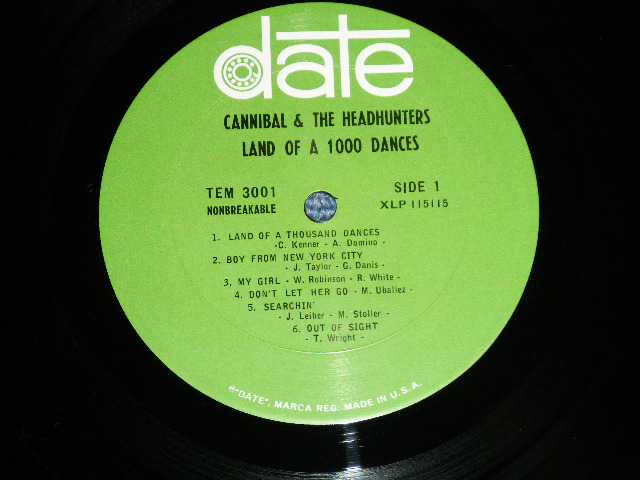 date
CANNIBAL & THE HEADHUNTERS
LAND OF A 1000 DANCES
TEM 3001
NONBREAKABLE
SIDE 1
XLP 115115
1. LAND OF A THOUSAND DANCES
-C. Kenner - A. Domino -
2. BOY FROM NEW YORK CITY
- J. Taylor - G. Danis -
3. MY GIRL - W. Robinson - R. White -
4. DON'T LET HER GO - M. Uballez -
5. SEARCHIN'
- J. Leiber - M. Stoller -
6. OUT OF SIGHT
- T. Wright -
®"DATE", MARCA REG. MADE IN U.S.A.